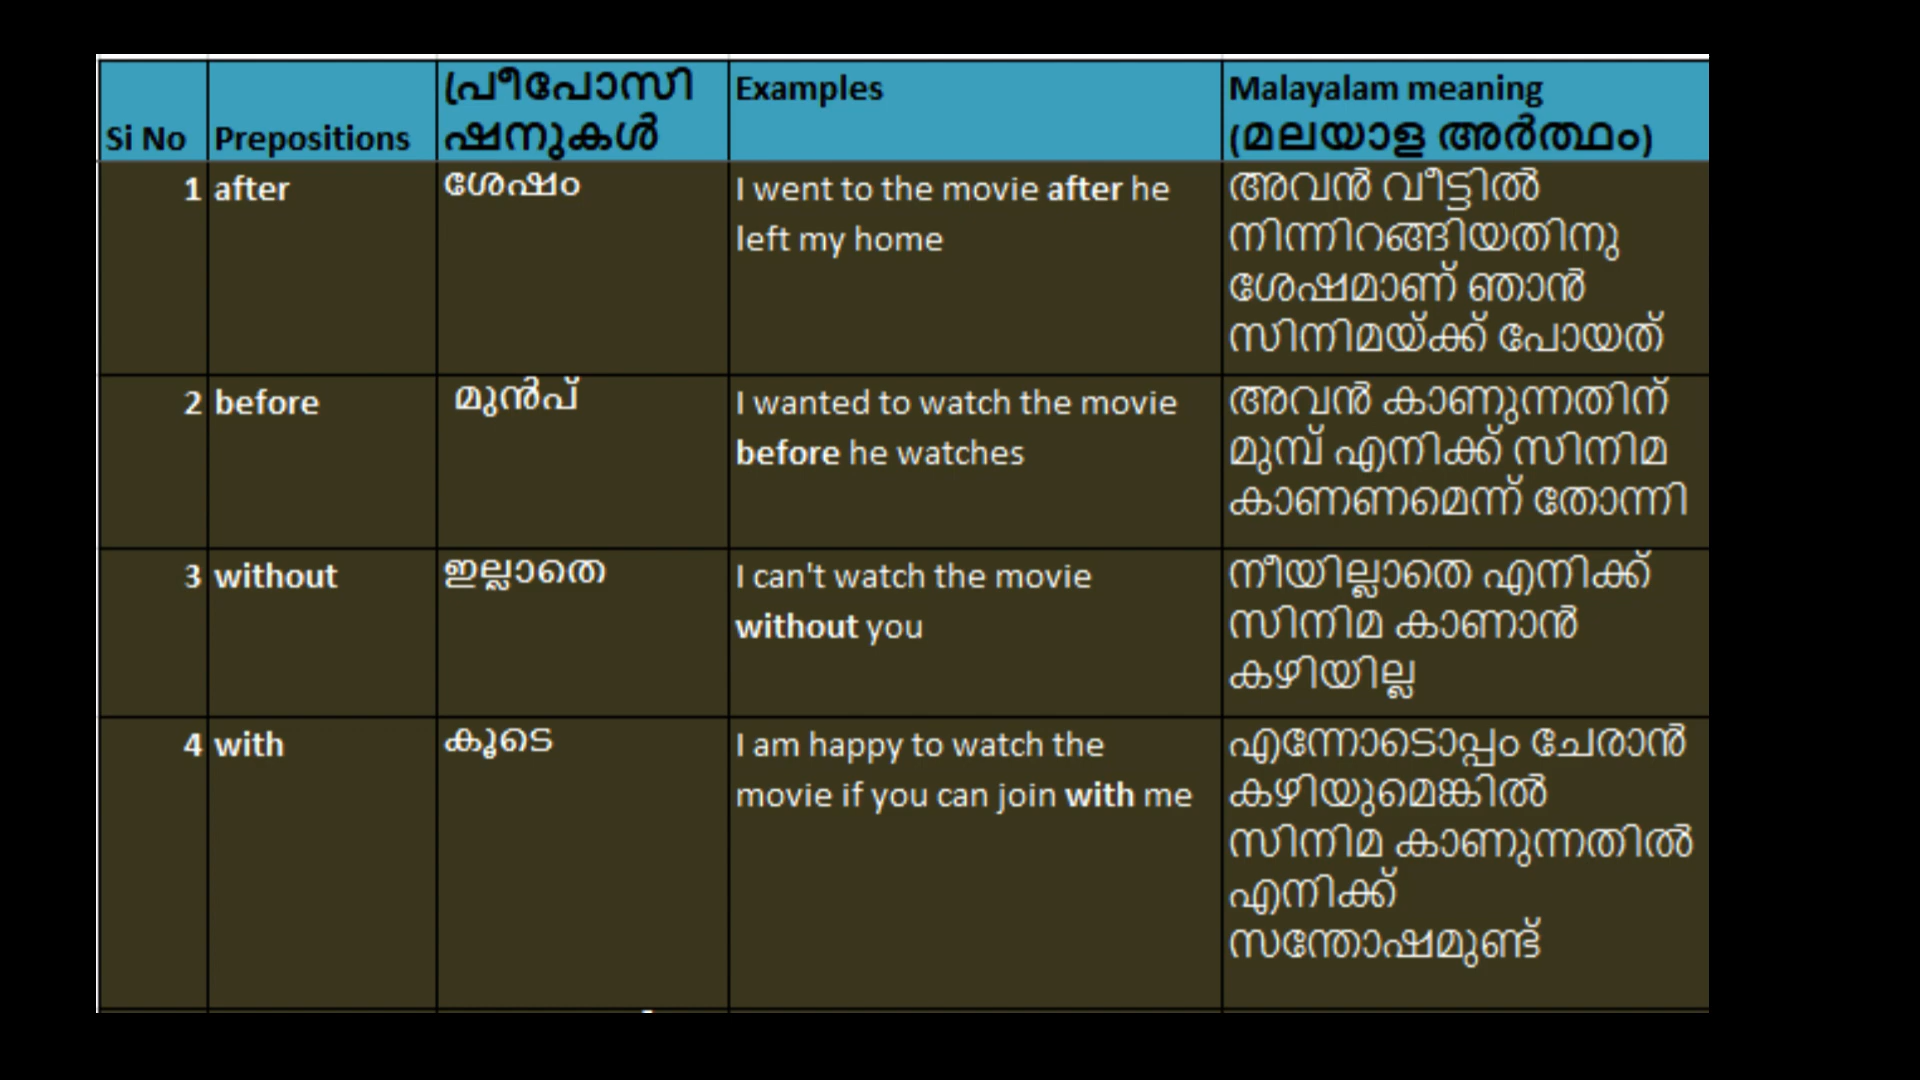 Si No
Prepositions
പ്രീപോസി
ഷനുകൾ
Examples
Malayalam meaning
(മലയാള അർത്ഥം)
1
after
ശേഷം
I went to the movie after he
left my home
അവൻ വീട്ടിൽ
നിന്നിറങ്ങിയതിനു
ശേഷമാണ് ഞാൻ
സിനിമയ്ക്ക് പോയത്
2
before
മുൻപ്
I wanted to watch the movie
before he watches
അവൻ കാണുന്നതിന്
മുമ്പ് എനിക്ക് സിനിമ
കാണണമെന്ന് തോന്നി
3
without
ഇല്ലാതെ
I can't watch the movie
without you
നീയില്ലാതെ എനിക്ക്
സിനിമ കാണാൻ
കഴിയില്ല
4
with
കൂടെ
I am happy to watch the
movie if you can join with me
എന്നോടൊപ്പം ചേരാൻ
കഴിയുമെങ്കിൽ
സിനിമ കാണുന്നതിൽ
എനിക്ക്
സന്തോഷമുണ്ട്